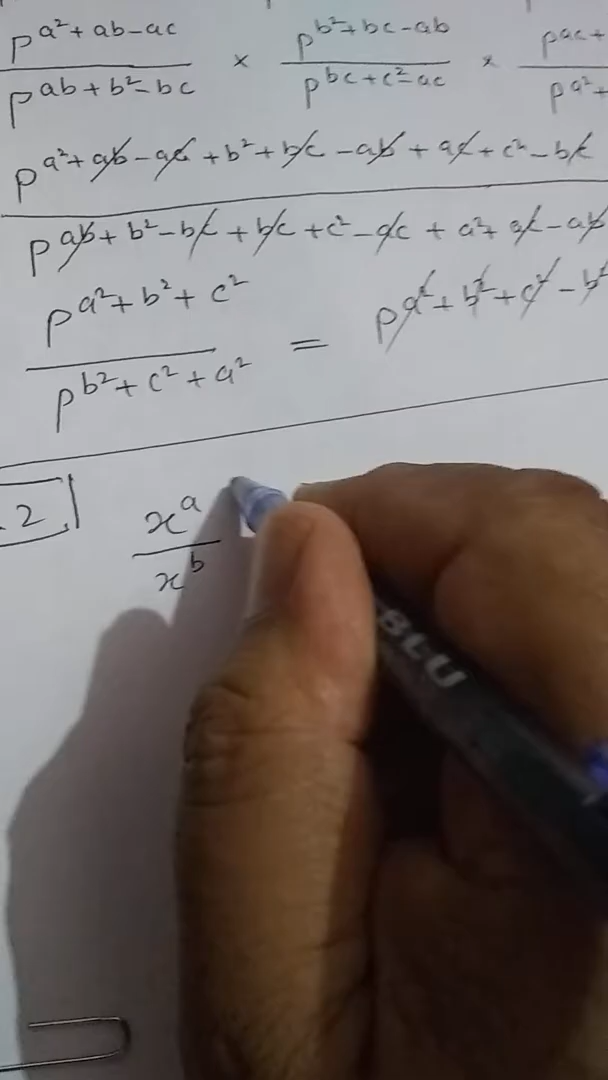 p^{a²+ab-ac} × p^{b²+bc-ab} × p^{ac+
p^{ab+b²-bc} p^{bc+c²-ac} p^{a²+
p^{a²+ab-ac+b²+bc-ab+ac+c²-bc
p^{ab+b²-bc+bc+c²-ac+a²+ac-ab
p^{a²+b²+c²} = p^{a²+b²+c²-b²
p^{b²+c²+a²}
2.] x^a
x^b
BLU